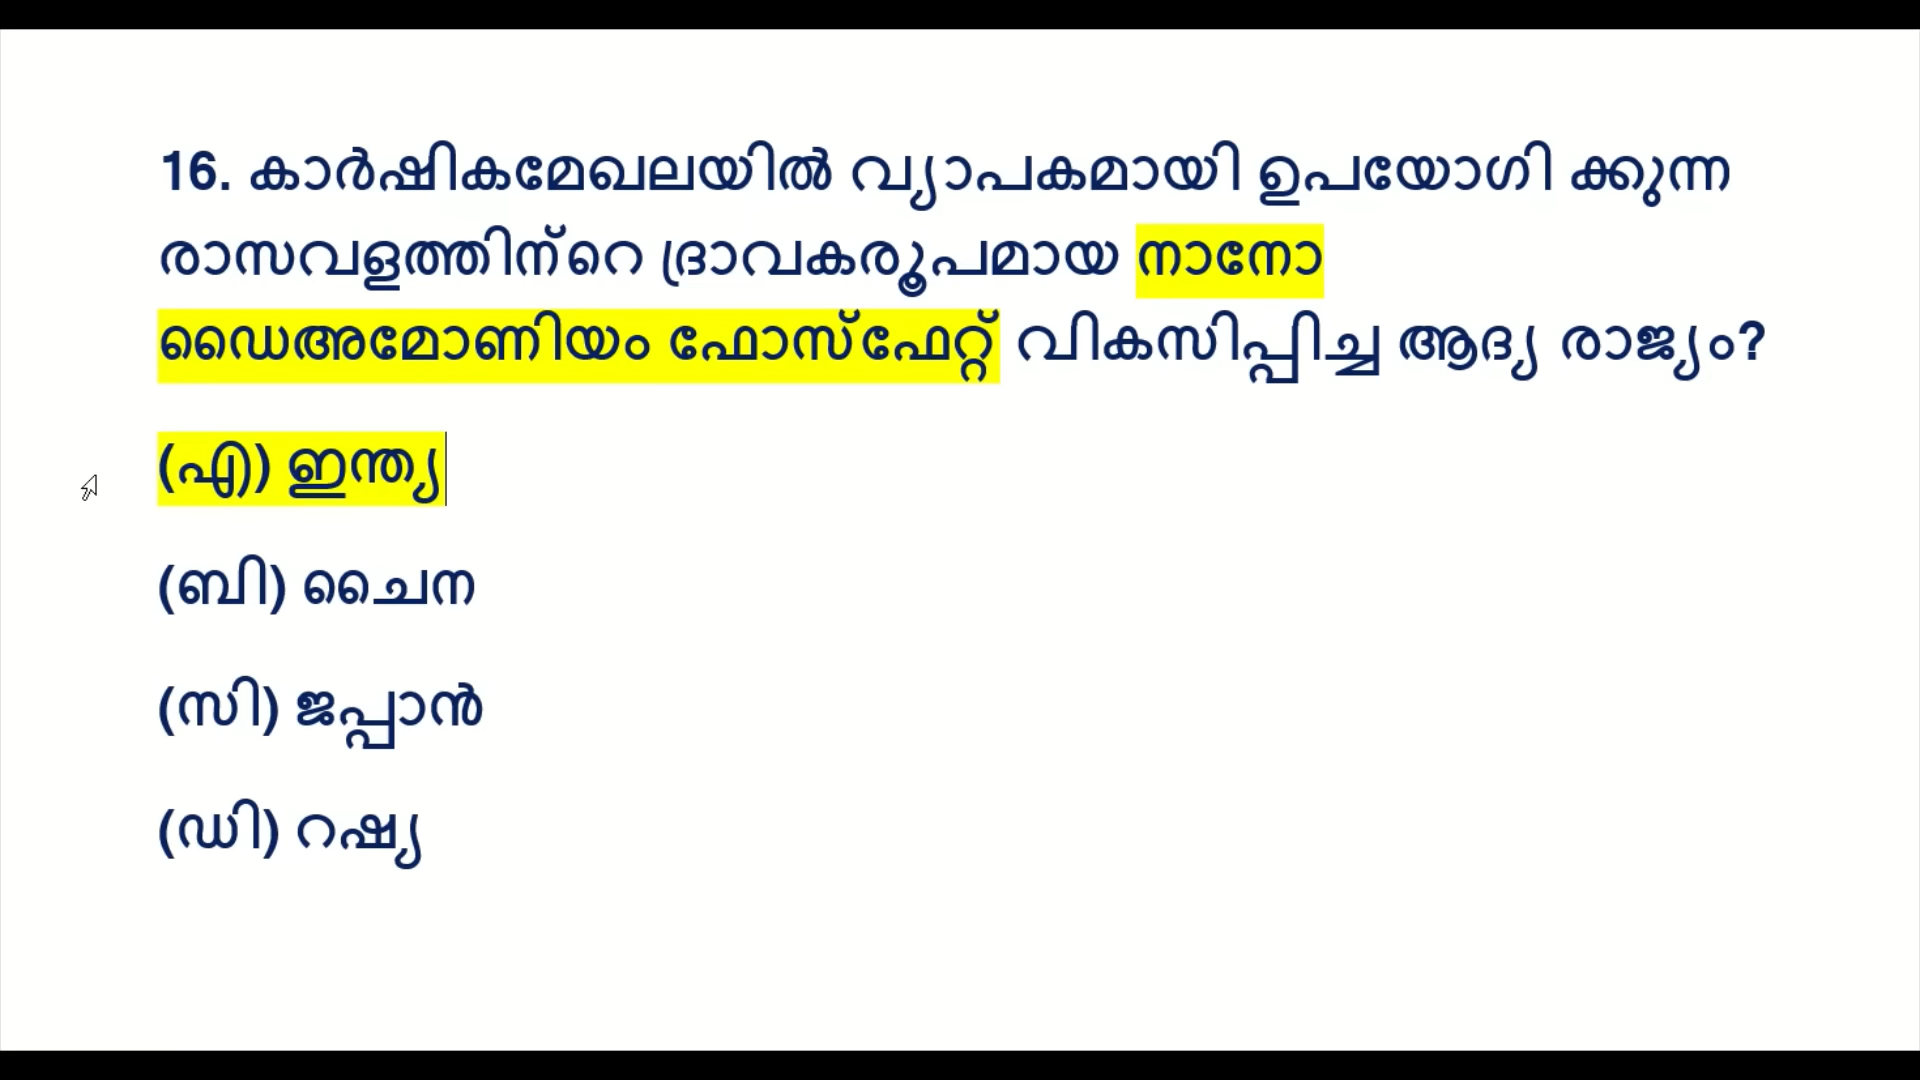 16. കാർഷികമേഖലയിൽ വ്യാപകമായി ഉപയോഗി ക്കുന്ന
രാസവളത്തിന്റെ ദ്രാവകരൂപമായ നാനോ
ഡൈഅമോണിയം ഫോസ്ഫേറ്റ് വികസിപ്പിച്ച ആദ്യ രാജ്യം?
(എ) ഇന്ത്യ
(ബി) ചൈന
(സി) ജപ്പാൻ
(ഡി) റഷ്യ